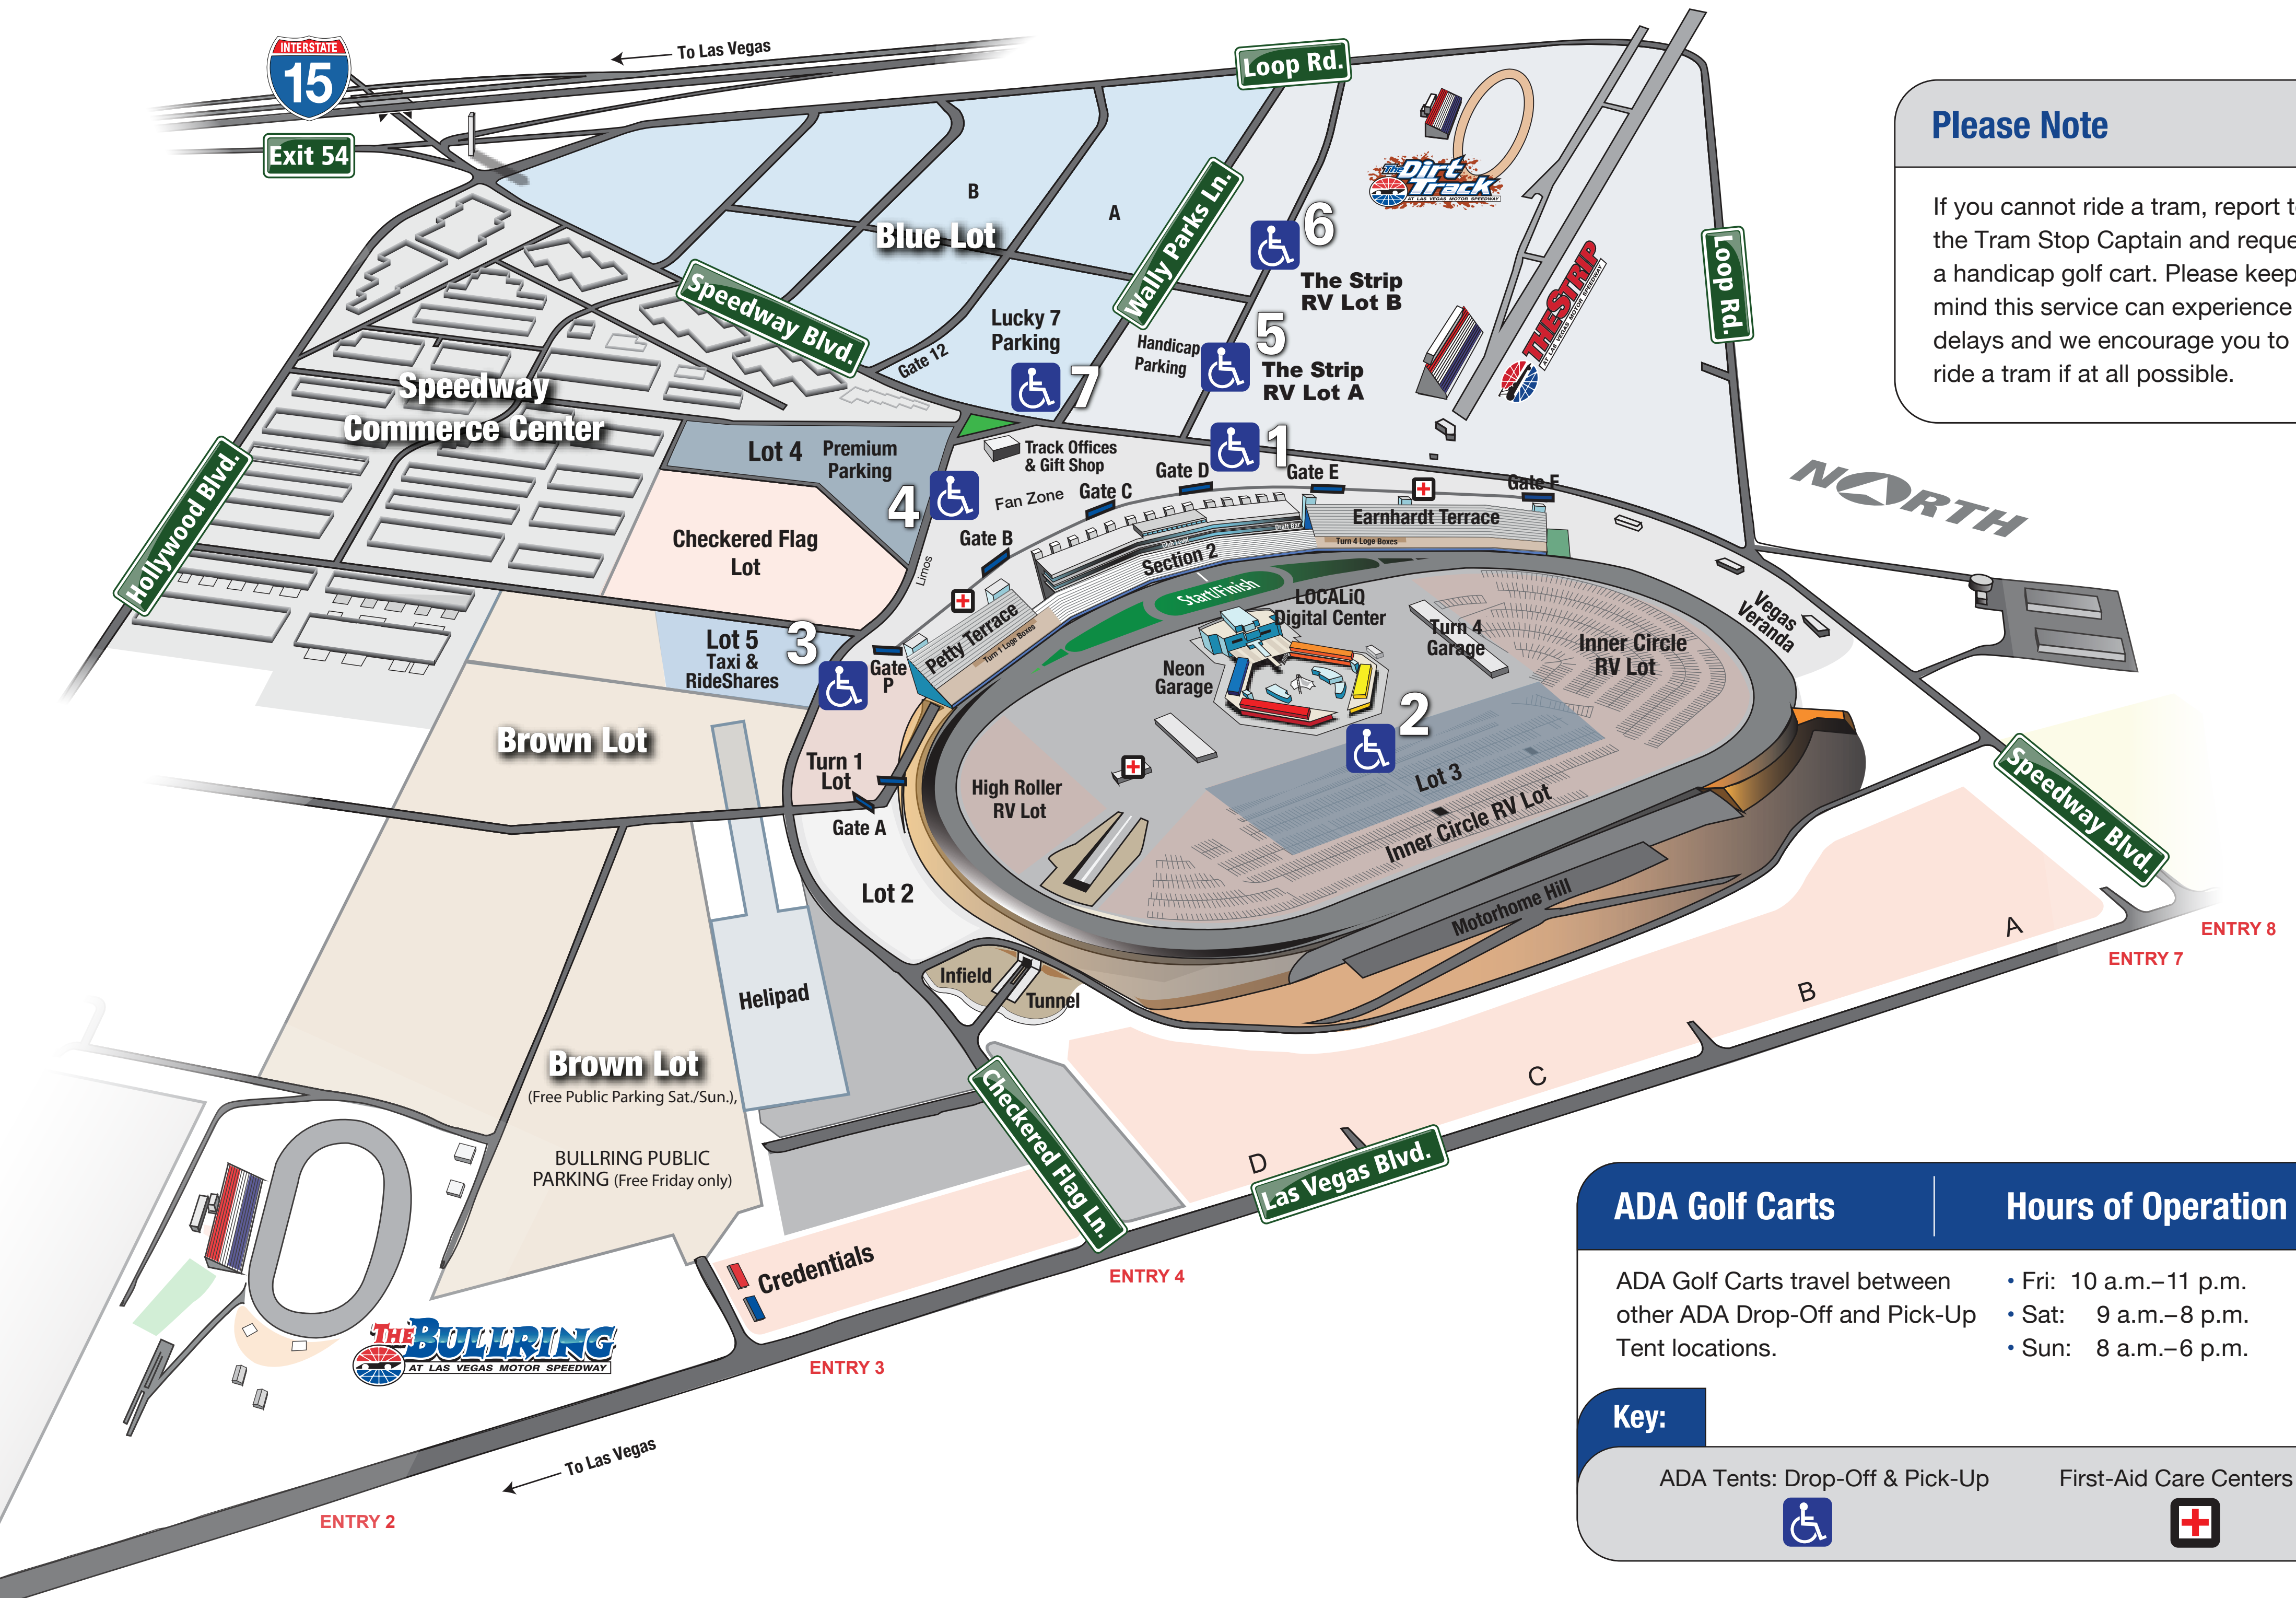 INTERSTATE
15
Exit 54
To Las Vegas
Loop Rd.
B
A
Blue Lot
Wally Parks Ln.
Speedway Blvd.
Gate 12
Lucky 7
Parking
7
Handicap
Parking
6
The Strip
RV Lot B
5
The Strip
RV Lot A
The Dirt
Track
AT LAS VEGAS MOTOR SPEEDWAY
THE STRIP
AT LAS VEGAS MOTOR SPEEDWAY
Loop Rd.
Please Note
If you cannot ride a tram, report t
the Tram Stop Captain and reque
a handicap golf cart. Please keep
mind this service can experience
delays and we encourage you to
ride a tram if at all possible.
NORTH
Speedway
Commerce Center
Hollywood Blvd.
Lot 4
Premium
Parking
4
Checkered Flag
Lot
Limos
Track Offices
& Gift Shop
Fan Zone
Gate B
Gate C
Gate D
1
Gate E
Gate F
Earnhardt Terrace
Turn 4 Loge Boxes
Draft Bar
Club Level
Section 2
Start/Finish
Petty Terrace
Turn 1 Loge Boxes
Gate
P
Lot 5
Taxi &
RideShares
3
LOCALiQ
Digital Center
Neon
Garage
Turn 4
Garage
Inner Circle
RV Lot
Vegas
Veranda
2
Lot 3
Inner Circle RV Lot
High Roller
RV Lot
Motorhome Hill
Brown Lot
Turn 1
Lot
Gate A
Lot 2
Infield
Tunnel
Helipad
Speedway Blvd.
ENTRY 8
ENTRY 7
A
B
C
D
Brown Lot
(Free Public Parking Sat./Sun.),
BULLRING PUBLIC
PARKING (Free Friday only)
Checkered Flag Ln.
Las Vegas Blvd.
Credentials
ENTRY 4
ENTRY 3
THE BULLRING
AT LAS VEGAS MOTOR SPEEDWAY
To Las Vegas
ENTRY 2
ADA Golf Carts
ADA Golf Carts travel between
other ADA Drop-Off and Pick-Up
Tent locations.
Hours of Operation
• Fri: 10 a.m.–11 p.m.
• Sat: 9 a.m.–8 p.m.
• Sun: 8 a.m.–6 p.m.
Key:
ADA Tents: Drop-Off & Pick-Up
First-Aid Care Centers